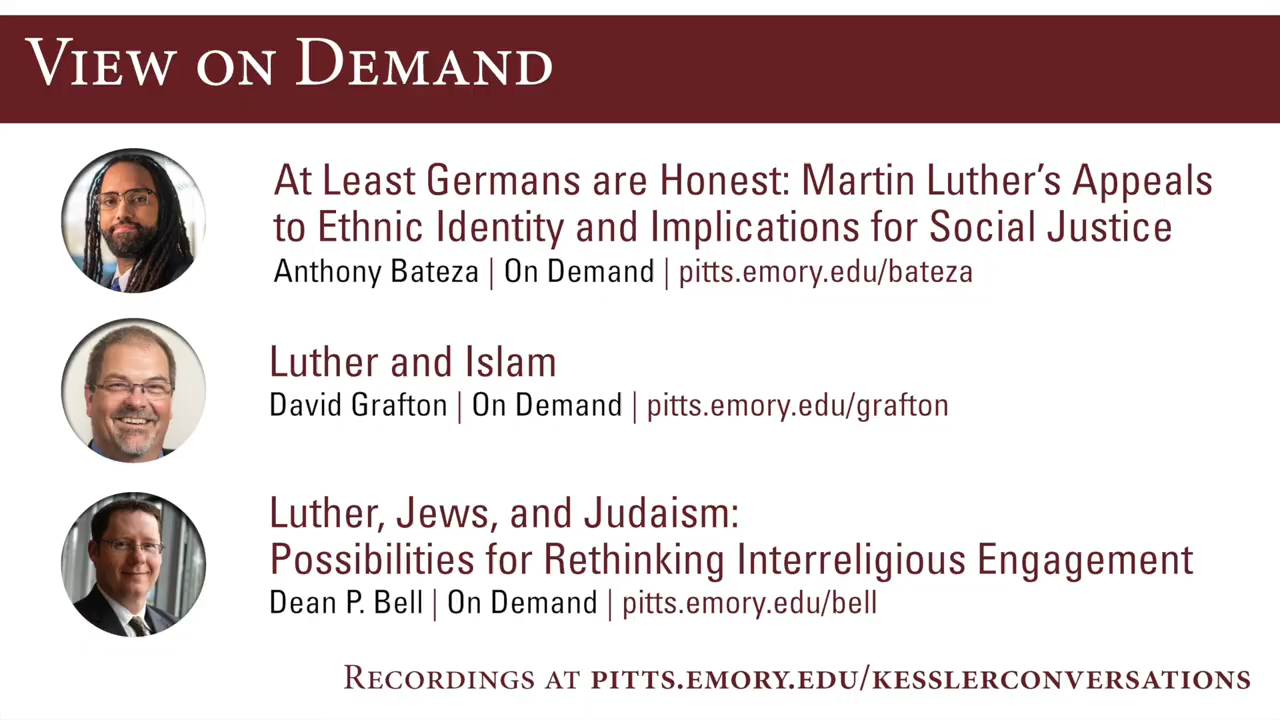 View on Demand
At Least Germans are Honest: Martin Luther’s Appeals
to Ethnic Identity and Implications for Social Justice
Anthony Bateza | On Demand | pitts.emory.edu/bateza
Luther and Islam
David Grafton | On Demand | pitts.emory.edu/grafton
Luther, Jews, and Judaism:
Possibilities for Rethinking Interreligious Engagement
Dean P. Bell | On Demand | pitts.emory.edu/bell
Recordings at pitts.emory.edu/kesslerconversations